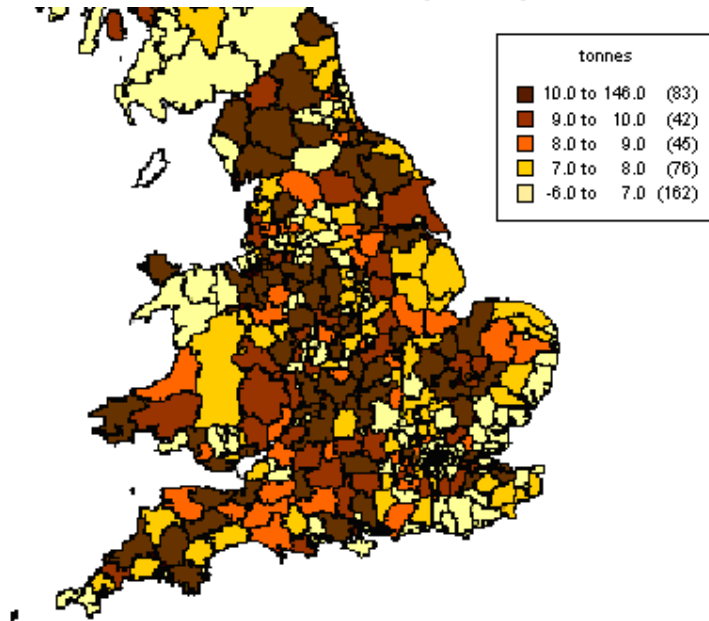 tonnes
10.0 to 146.0 (83)
9.0 to 10.0 (42)
8.0 to 9.0 (45)
7.0 to 8.0 (76)
-6.0 to 7.0 (162)